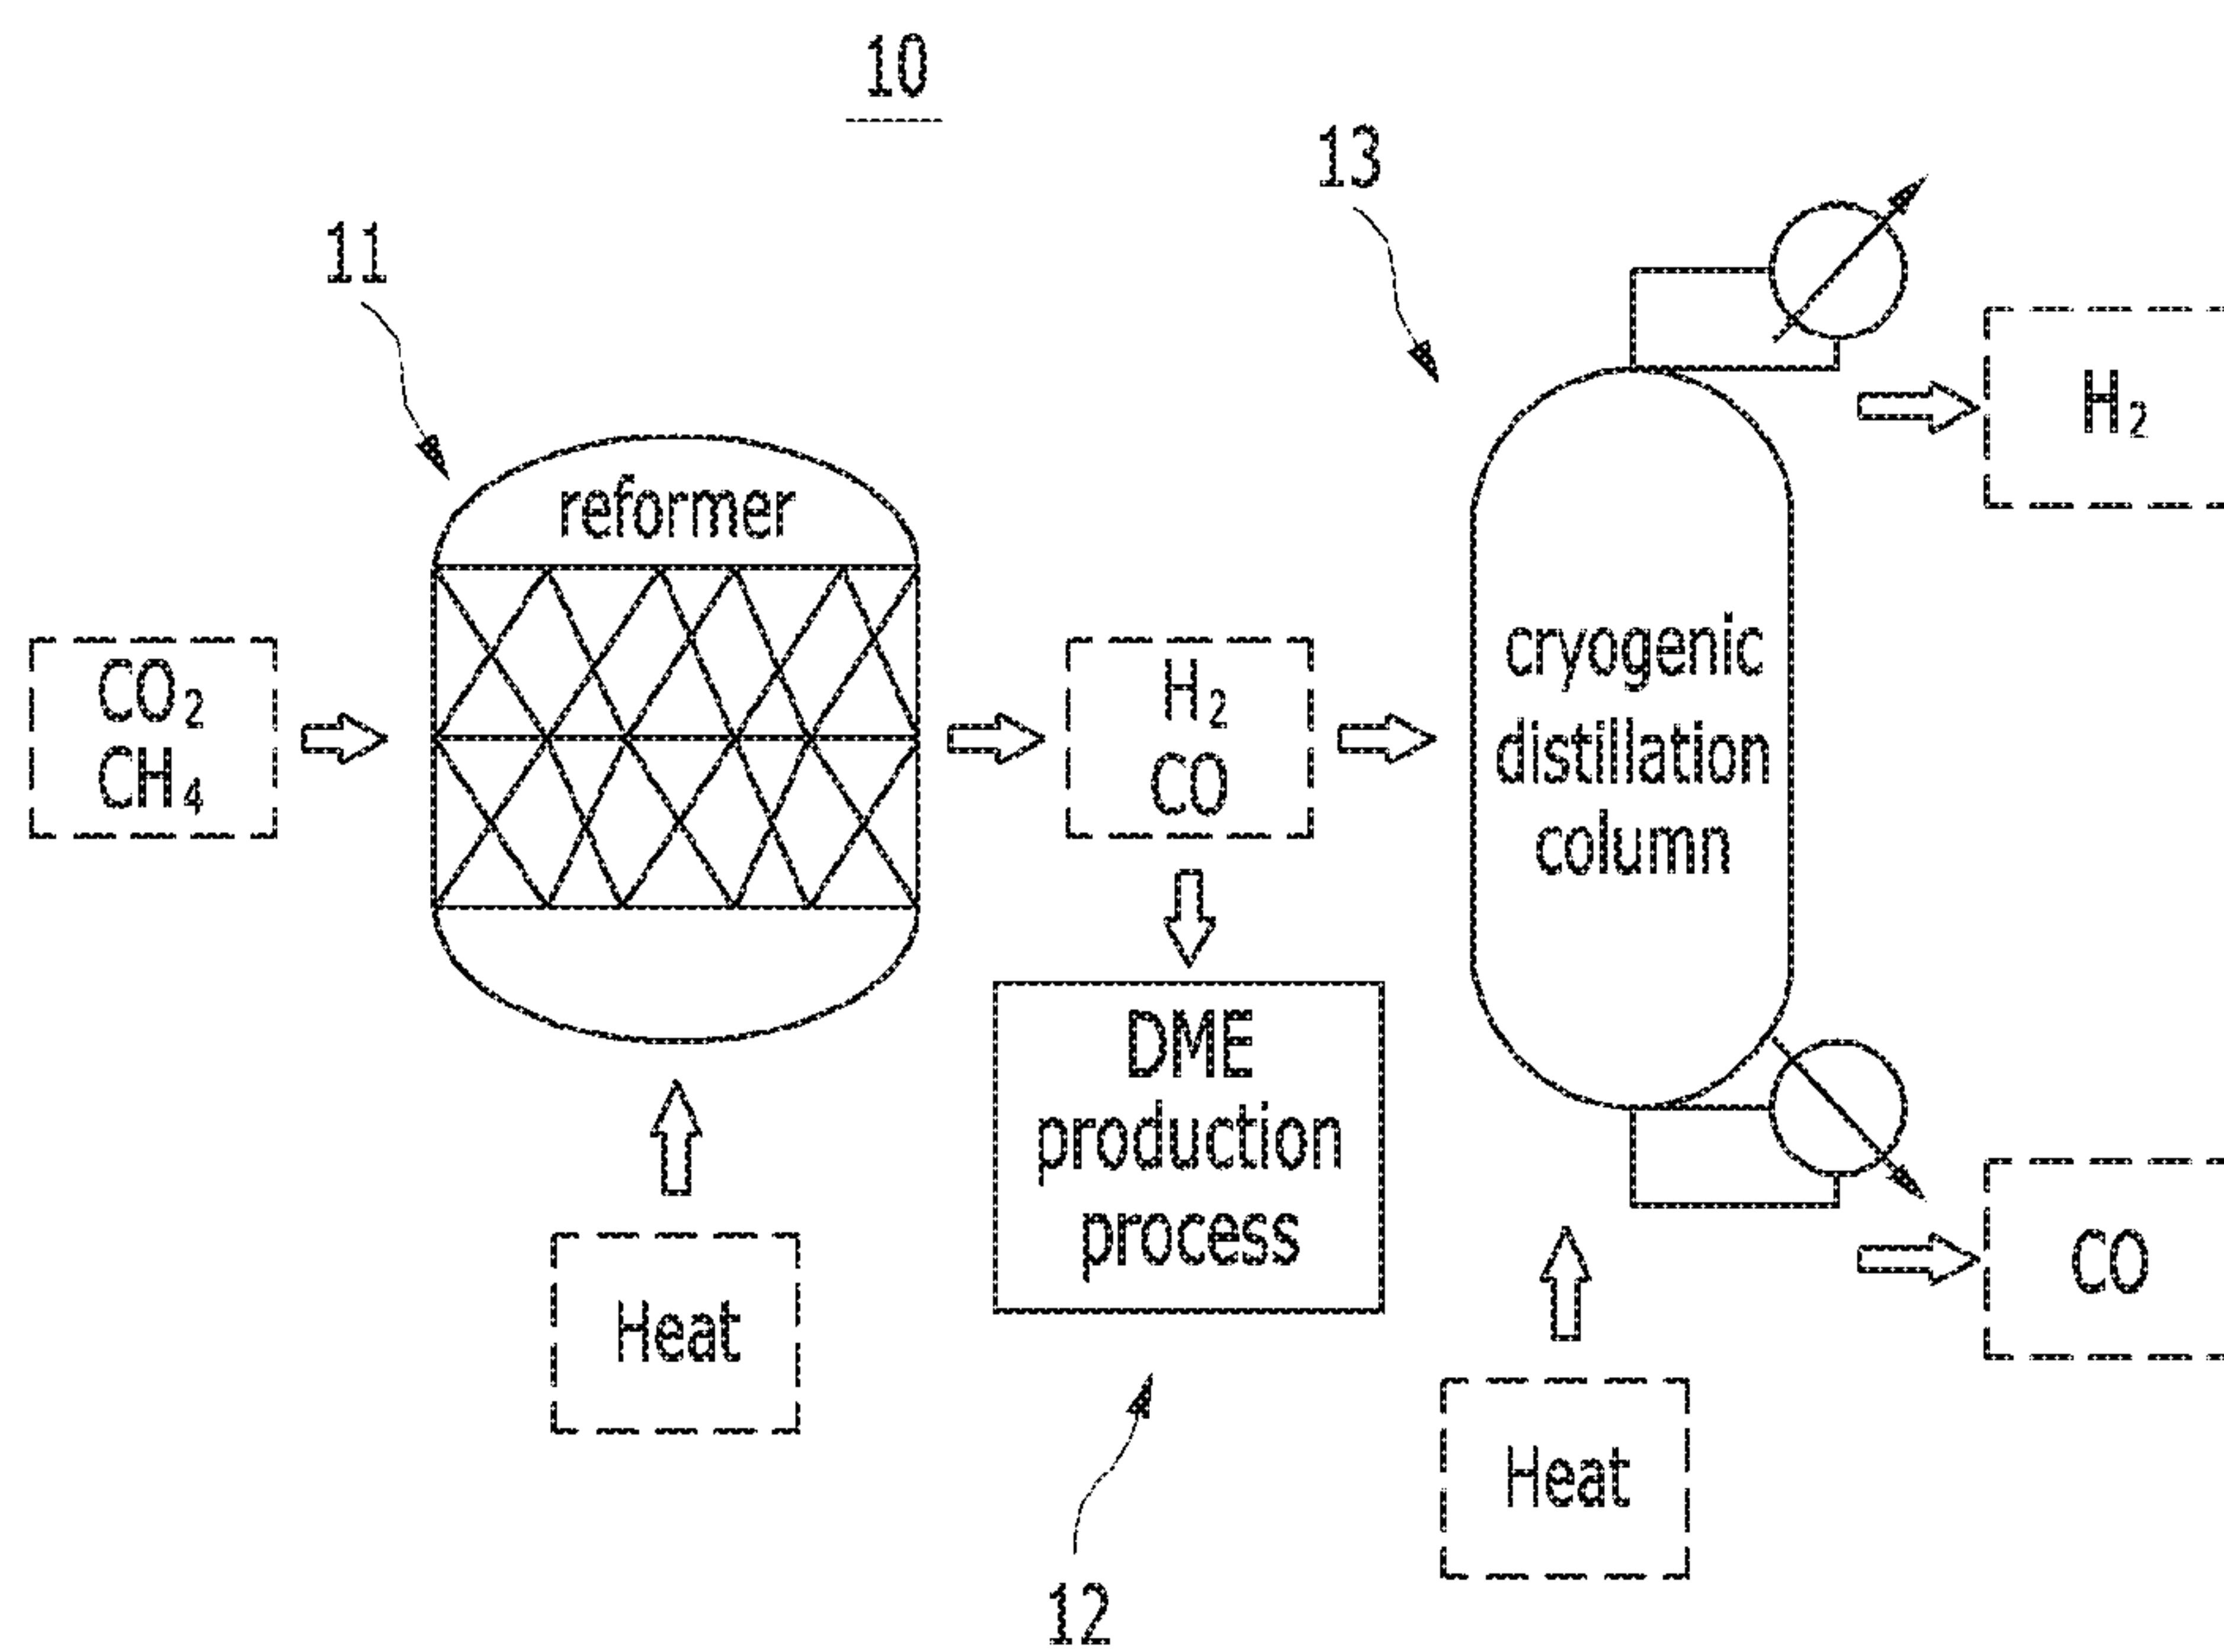 10
13
11
H₂
reformer
cryogenic
distillation
column
CO₂
CH₄
H₂
CO
DME
production
process
CO
Heat
Heat
12